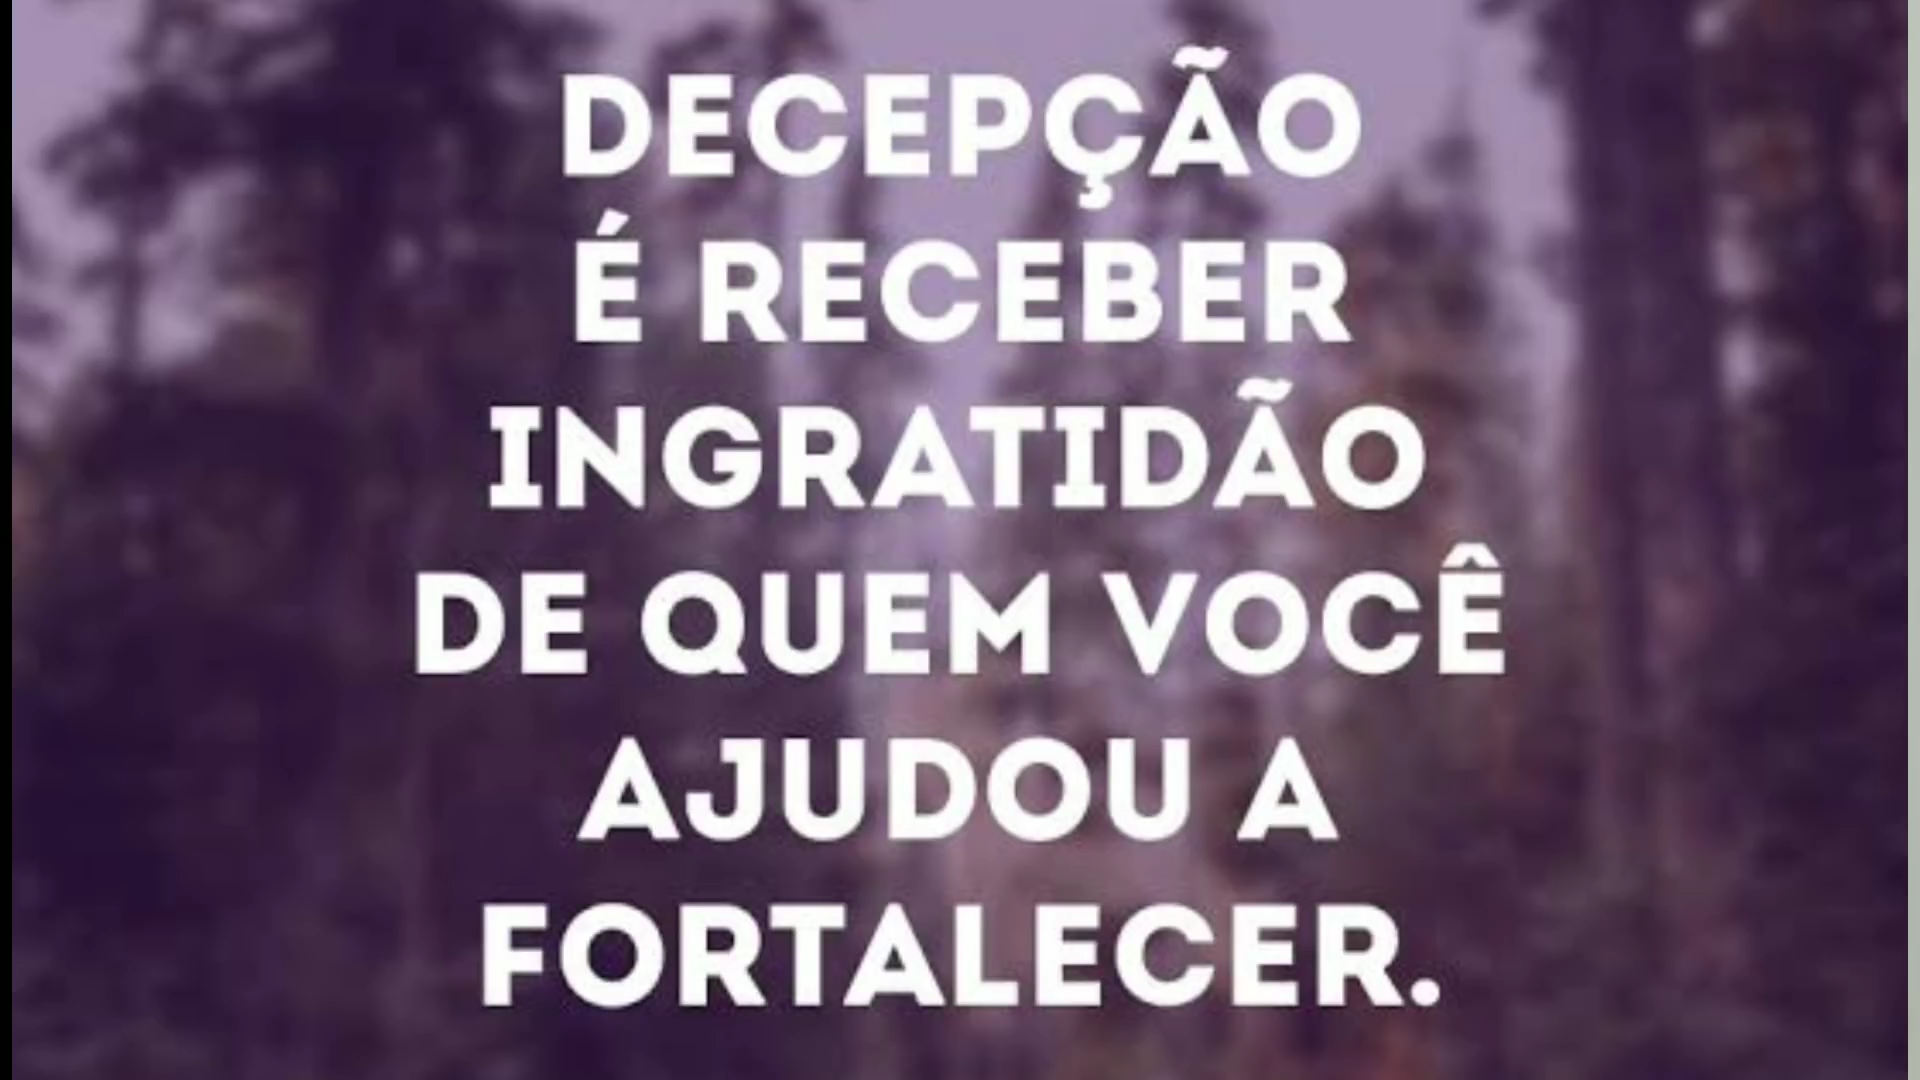 DECEPÇÃO
É RECEBER
INGRATIDÃO
DE QUEM VOCÊ
AJUDOU A
FORTALECER.